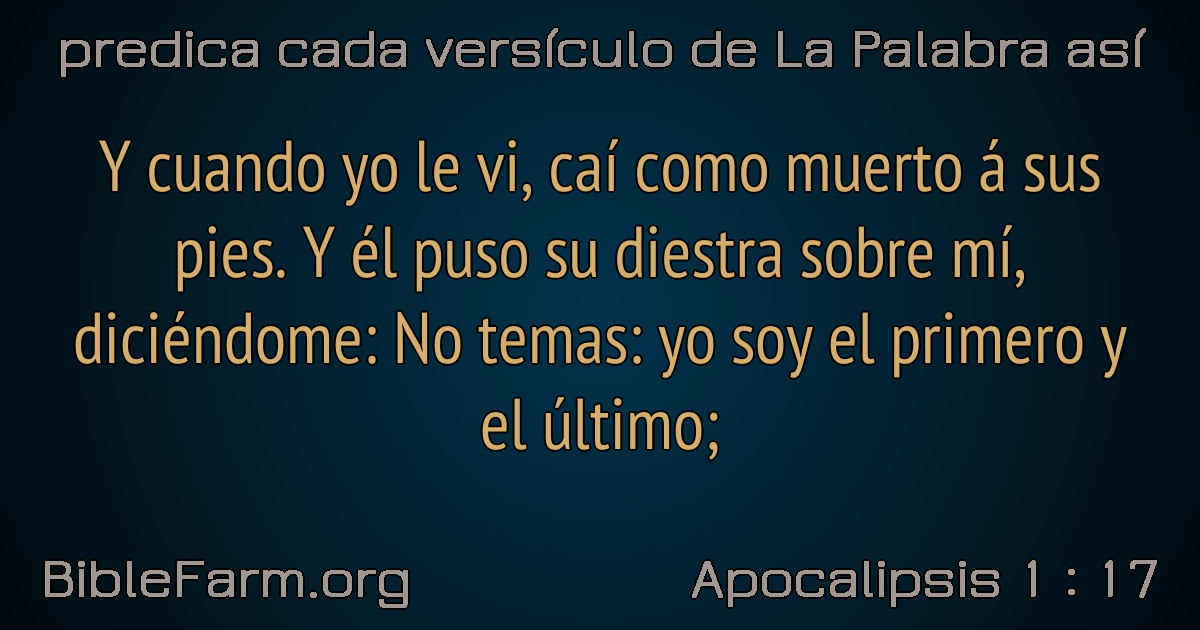 predica cada versículo de La Palabra así
Y cuando yo le vi, caí como muerto á sus
pies. Y él puso su diestra sobre mí,
diciéndome: No temas: yo soy el primero y
el último;
BibleFarm.org
Apocalipsis 1 : 17